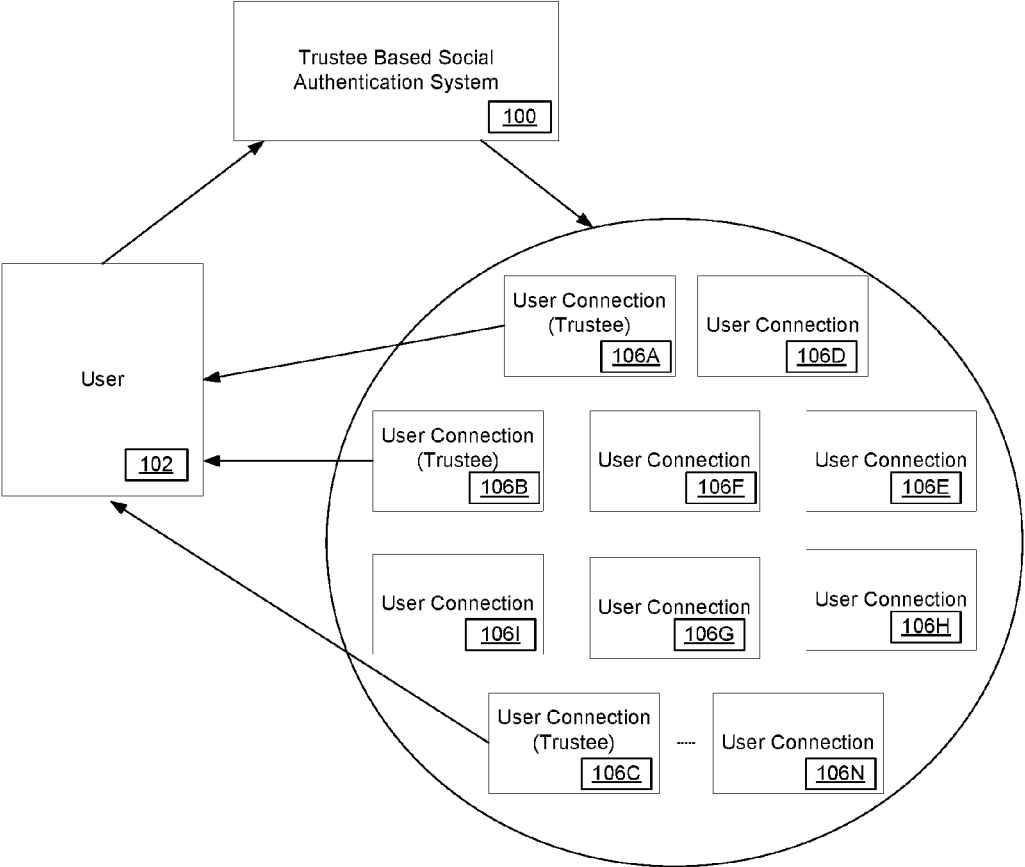 Trustee Based Social
Authentication System
100
User
102
User Connection
(Trustee)
106A
User Connection
106D
User Connection
(Trustee)
106B
User Connection
106F
User Connection
106E
User Connection
106I
User Connection
106G
User Connection
106H
User Connection
(Trustee)
106C
User Connection
106N